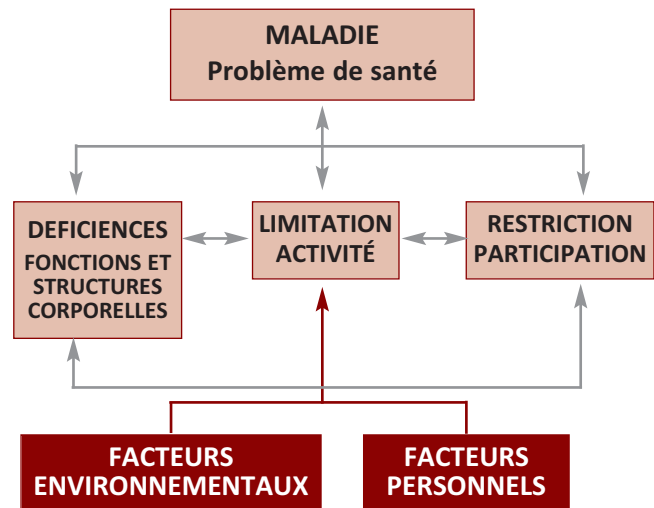 MALADIE
Problème de santé
DEFICIENCES
FONCTIONS ET
STRUCTURES
CORPORELLES
LIMITATION
ACTIVITÉ
RESTRICTION
PARTICIPATION
FACTEURS
ENVIRONNEMENTAUX
FACTEURS
PERSONNELS